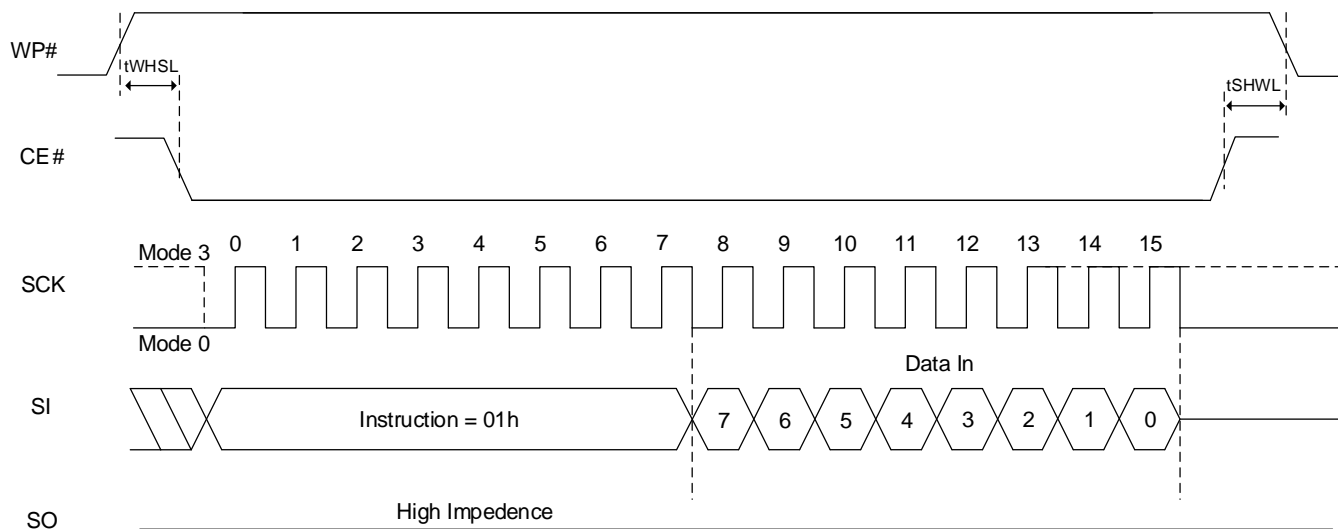 WP#
tWHSL
tSHWL
CE#
Mode 3
0 1 2 3 4 5 6 7 8 9 10 11 12 13 14 15
SCK
Mode 0
Data In
SI
Instruction = 01h
7 6 5 4 3 2 1 0
High Impedence
SO